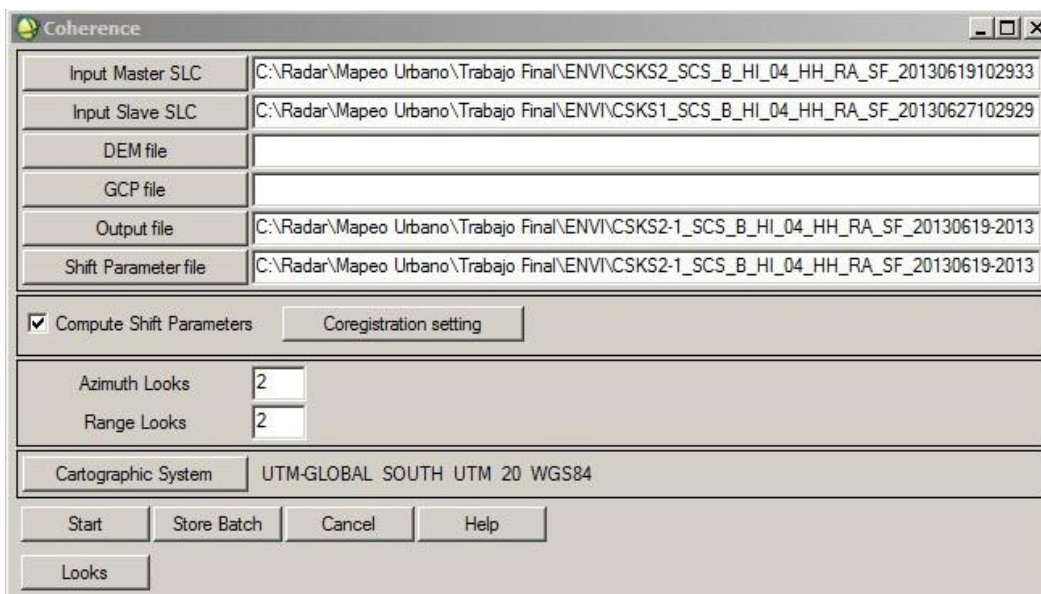 Coherence
Input Master SLC C:\Radar\Mapeo Urbano\Trabajo Final\ENVI\CSKS2_SCS_B_HI_04_HH_RA_SF_20130619102933
Input Slave SLC C:\Radar\Mapeo Urbano\Trabajo Final\ENVI\CSKS1_SCS_B_HI_04_HH_RA_SF_20130627102929
DEM file
GCP file
Output file C:\Radar\Mapeo Urbano\Trabajo Final\ENVI\CSKS2-1_SCS_B_HI_04_HH_RA_SF_20130619-2013
Shift Parameter file C:\Radar\Mapeo Urbano\Trabajo Final\ENVI\CSKS2-1_SCS_B_HI_04_HH_RA_SF_20130619-2013
Compute Shift Parameters Coregistration setting
Azimuth Looks 2
Range Looks 2
Cartographic System UTM-GLOBAL SOUTH UTM 20 WGS84
Start Store Batch Cancel Help
Looks